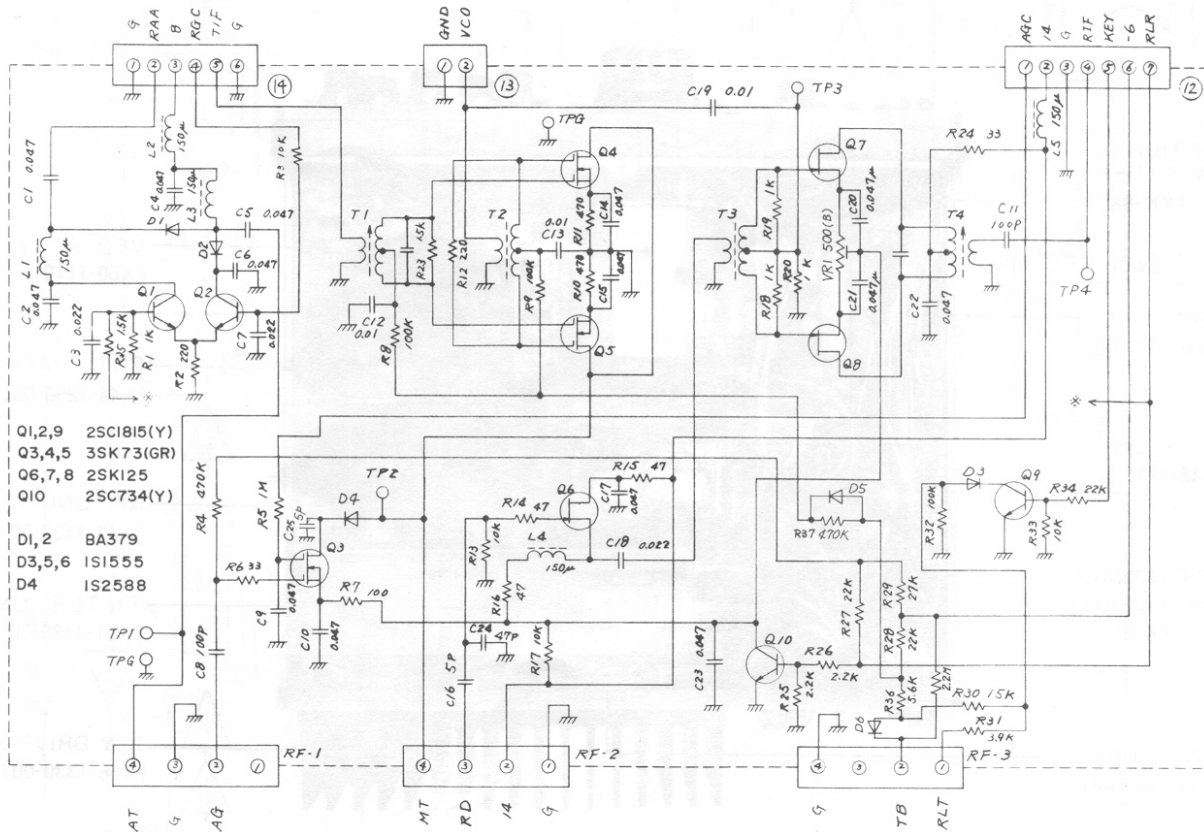 G RAA B RGC TIF G
1 2 3 4 5 6
14
GND VCO
1 2
13
AGC 14 G RIF KEY -6 RLR
1 2 3 4 5 6 7
12
C1 0.047
L2 150μ
C4 0.047
L3 150μ
R3 10K
D1
D2
C5 0.047
C6 0.047
L1 150μ
C2 0.047
Q1
Q2
C3 0.022
R25 1.5K
R1 1K
R2 220
C7 0.022
※
C19 0.01
TP3
TPG
Q4
T1
R23
R12 220
T2
0.01
C13
R9 100K
R11 470
C14 0.047
R10 470
C15 0.047
Q5
C12
0.01
R8 100K
T3
R19 1K
R18 1K
R20 1K
Q7
VR1 500(B)
C20 0.047μ
C21 0.047μ
Q8
R24 33
L5 150μ
T4
C11
100P
C22 0.047
TP4
※
Q1,2,9 2SC1815(Y)
Q3,4,5 3SK73(GR)
Q6,7,8 2SK125
Q10 2SC734(Y)
D1,2 BA379
D3,5,6 1S1555
D4 1S2588
R4 470K
R5 1M
C25 5P
D4
TP2
Q3
R6 33
R7 100
C9 0.047
C10 0.047
C8 100P
TP1
TPG
R15 47
Q6
C17 0.047
R14
47
R13 10K
L4
150μ
C18 0.022
R16 47
C24
47P
C16 5P
R17 10K
C23 0.047
D5
R37 470K
Q10
R27 22K
R26
2.2K
R25 2.2K
R29 27K
R28 22K
R36 5.6K
D6
R30 15K
R31
3.9K
D3
Q9
R32 100K
R34 22K
R33 10K
4 3 2 1 RF-1
AT G AG
4 3 2 1 RF-2
MT RD 14 G
4 3 2 1 RF-3
G TB RLT